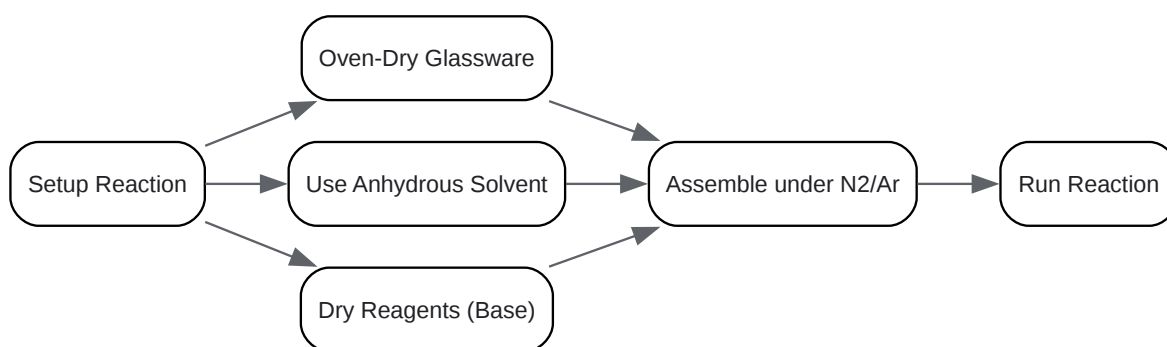 Oven-Dry Glassware
Setup Reaction
Use Anhydrous Solvent
Assemble under N2/Ar
Run Reaction
Dry Reagents (Base)